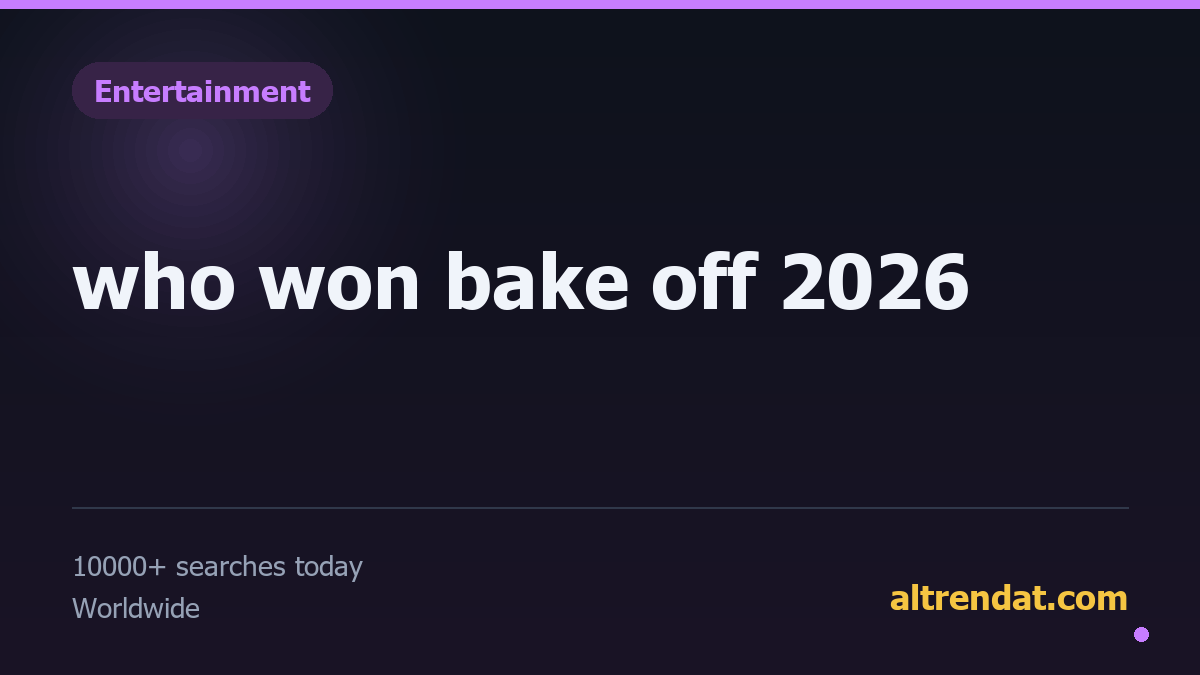 Entertainment
who won bake off 2026
10000+ searches today
Worldwide
altrendat.com